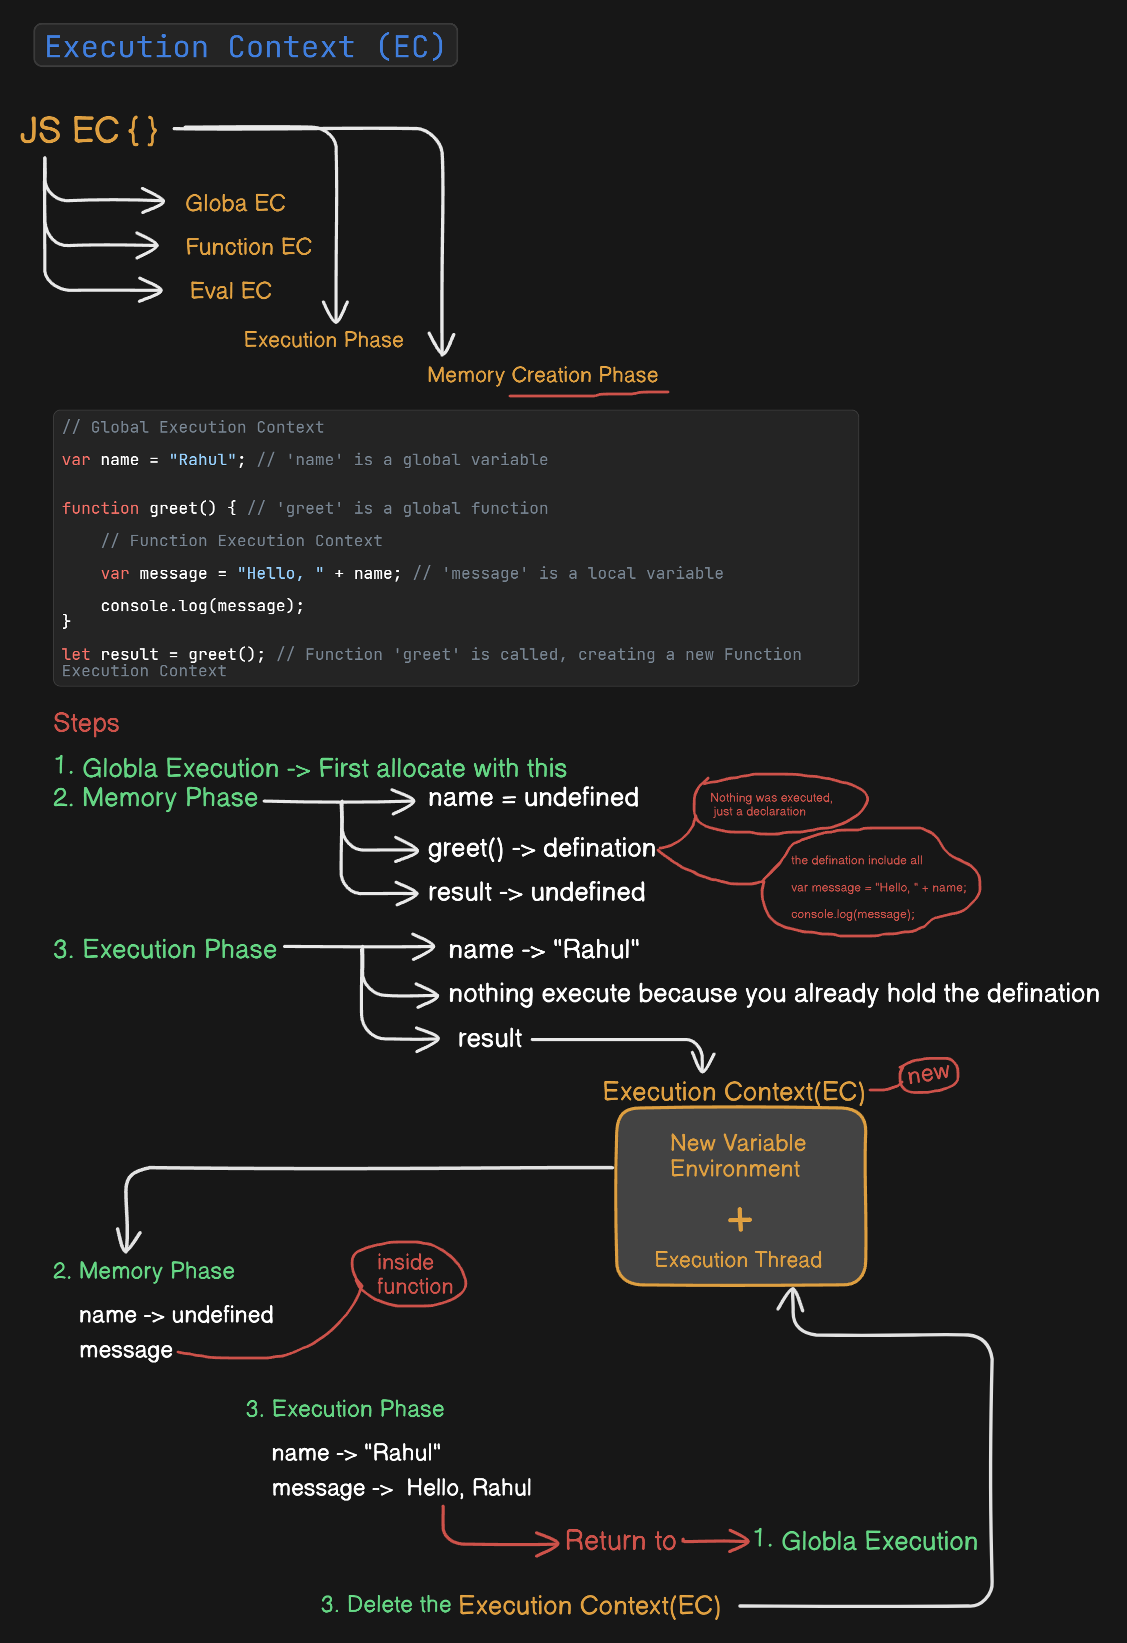 Execution Context (EC)
JS EC { }
Globa EC
Function EC
Eval EC
Execution Phase
Memory Creation Phase
// Global Execution Context
var name = "Rahul"; // 'name' is a global variable
function greet() { // 'greet' is a global function
// Function Execution Context
var message = "Hello, " + name; // 'message' is a local variable
console.log(message);
}
let result = greet(); // Function 'greet' is called, creating a new Function
Execution Context
Steps
1. Globla Execution -> First allocate with this
2. Memory Phase
name = undefined
Nothing was executed,
just a declaration
greet() -> defination
the defination include all
var message = "Hello, " + name;
console.log(message);
result -> undefined
3. Execution Phase
name -> "Rahul"
nothing execute because you already hold the defination
result
Execution Context(EC)
new
New Variable
Environment
+
Execution Thread
2. Memory Phase
name -> undefined
message
inside
function
3. Execution Phase
name -> "Rahul"
message -> Hello, Rahul
Return to
1. Globla Execution
3. Delete the Execution Context(EC)